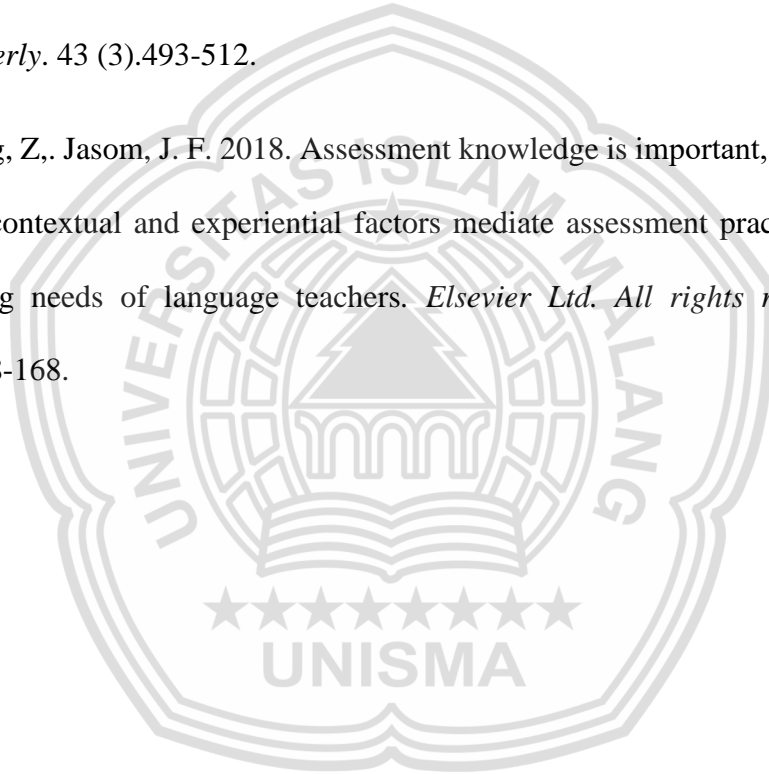 erly. 43 (3).493-512.
g, Z,. Jasom, J. F. 2018. Assessment knowledge is important,
contextual and experiential factors mediate assessment prac
g needs of language teachers. Elsevier Ltd. All rights r
-168.
UNIVERSITAS ISLAM MALANG
UNISMA